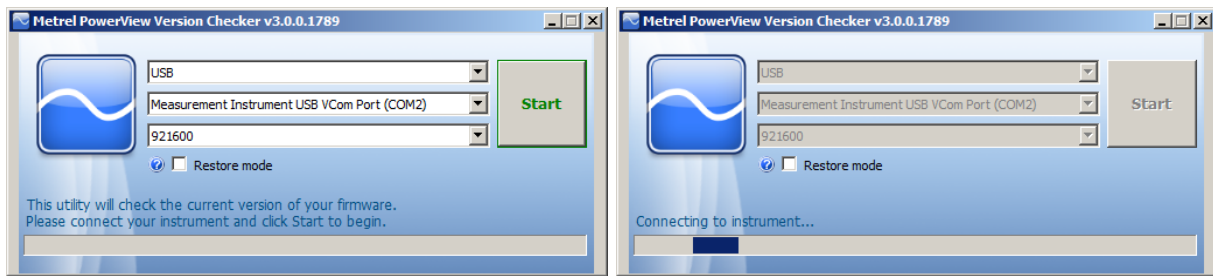 Metrel PowerView Version Checker v3.0.0.1789
USB
Measurement Instrument USB VCom Port (COM2)
921600
Start
Restore mode
This utility will check the current version of your firmware.
Please connect your instrument and click Start to begin.
Metrel PowerView Version Checker v3.0.0.1789
USB
Measurement Instrument USB VCom Port (COM2)
921600
Start
Restore mode
Connecting to instrument...